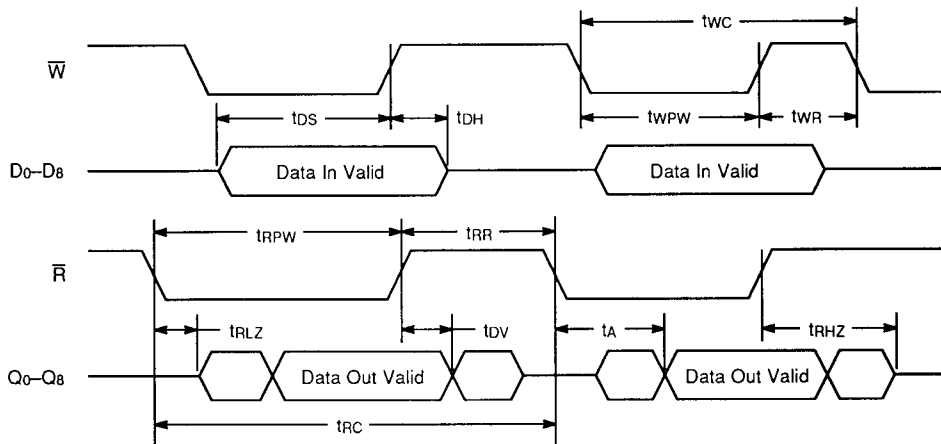 tWC
W̅
tDS tDH tWPW tWR
D0–D8 Data In Valid Data In Valid
tRPW tRR
R̅
tRLZ tDV tA tRHZ
Q0–Q8 Data Out Valid Data Out Valid
tRC